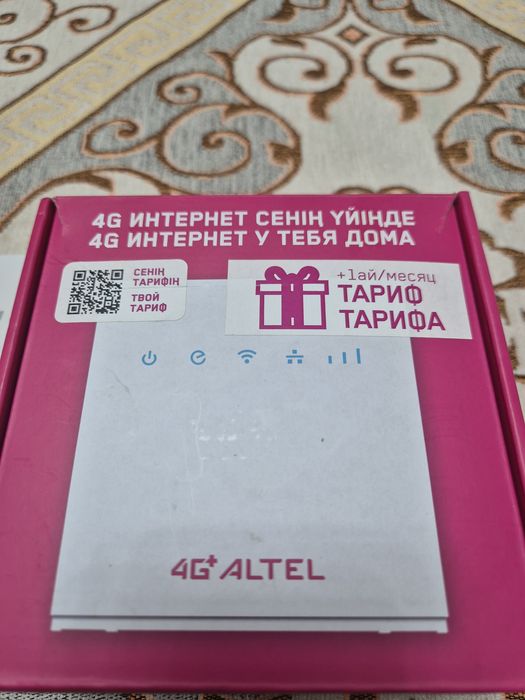 4G ИНТЕРНЕТ СЕНІҢ ҮЙІҢДЕ
4G ИНТЕРНЕТ У ТЕБЯ ДОМА
СЕНІҢ
ТАРИФІҢ
ТВОЙ
ТАРИФ
+1ай/месяц
ТАРИФ
ТАРИФА
4G+ ALTEL